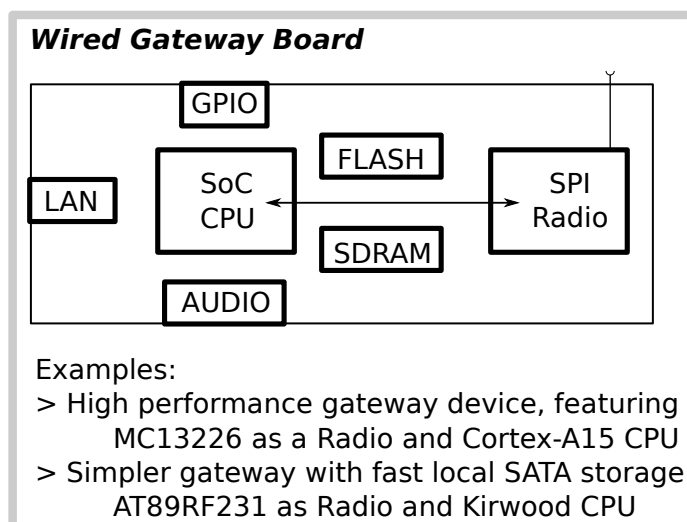 Wired Gateway Board
GPIO
FLASH
SoC
CPU
SPI
Radio
LAN
SDRAM
AUDIO
Examples:
> High performance gateway device, featuring
MC13226 as a Radio and Cortex-A15 CPU
> Simpler gateway with fast local SATA storage
AT89RF231 as Radio and Kirwood CPU